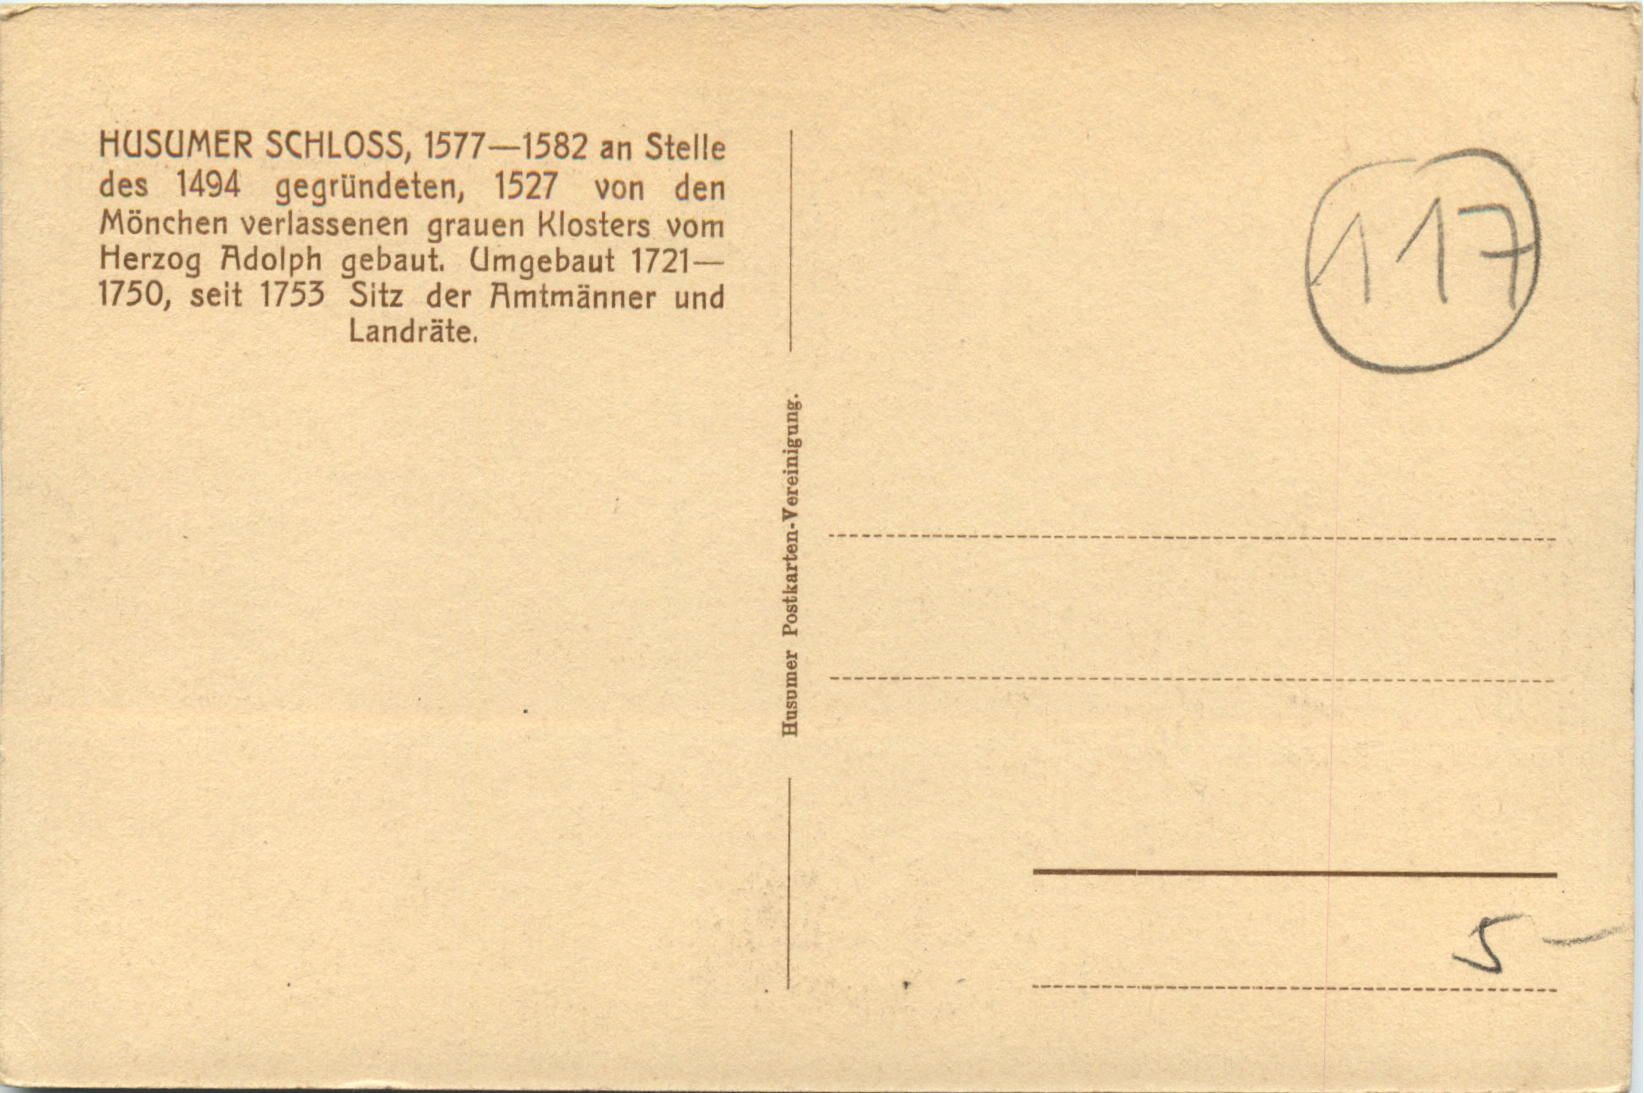 HUSUMER SCHLOSS, 1577—1582 an Stelle
des 1494 gegründeten, 1527 von den
Mönchen verlassenen grauen Klosters vom
Herzog Adolph gebaut. Umgebaut 1721—
1750, seit 1753 Sitz der Amtmänner und
Landräte.
Husumer Postkarten-Vereinigung.
117
5 —